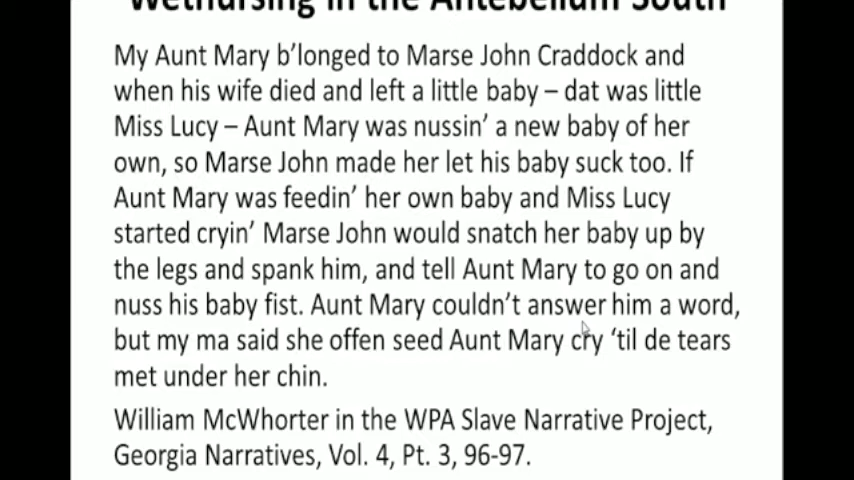 Wetnursing in the Antebellum South
My Aunt Mary b’longed to Marse John Craddock and
when his wife died and left a little baby – dat was little
Miss Lucy – Aunt Mary was nussin’ a new baby of her
own, so Marse John made her let his baby suck too. If
Aunt Mary was feedin’ her own baby and Miss Lucy
started cryin’ Marse John would snatch her baby up by
the legs and spank him, and tell Aunt Mary to go on and
nuss his baby fist. Aunt Mary couldn’t answer him a word,
but my ma said she offen seed Aunt Mary cry ‘til de tears
met under her chin.
William McWhorter in the WPA Slave Narrative Project,
Georgia Narratives, Vol. 4, Pt. 3, 96-97.